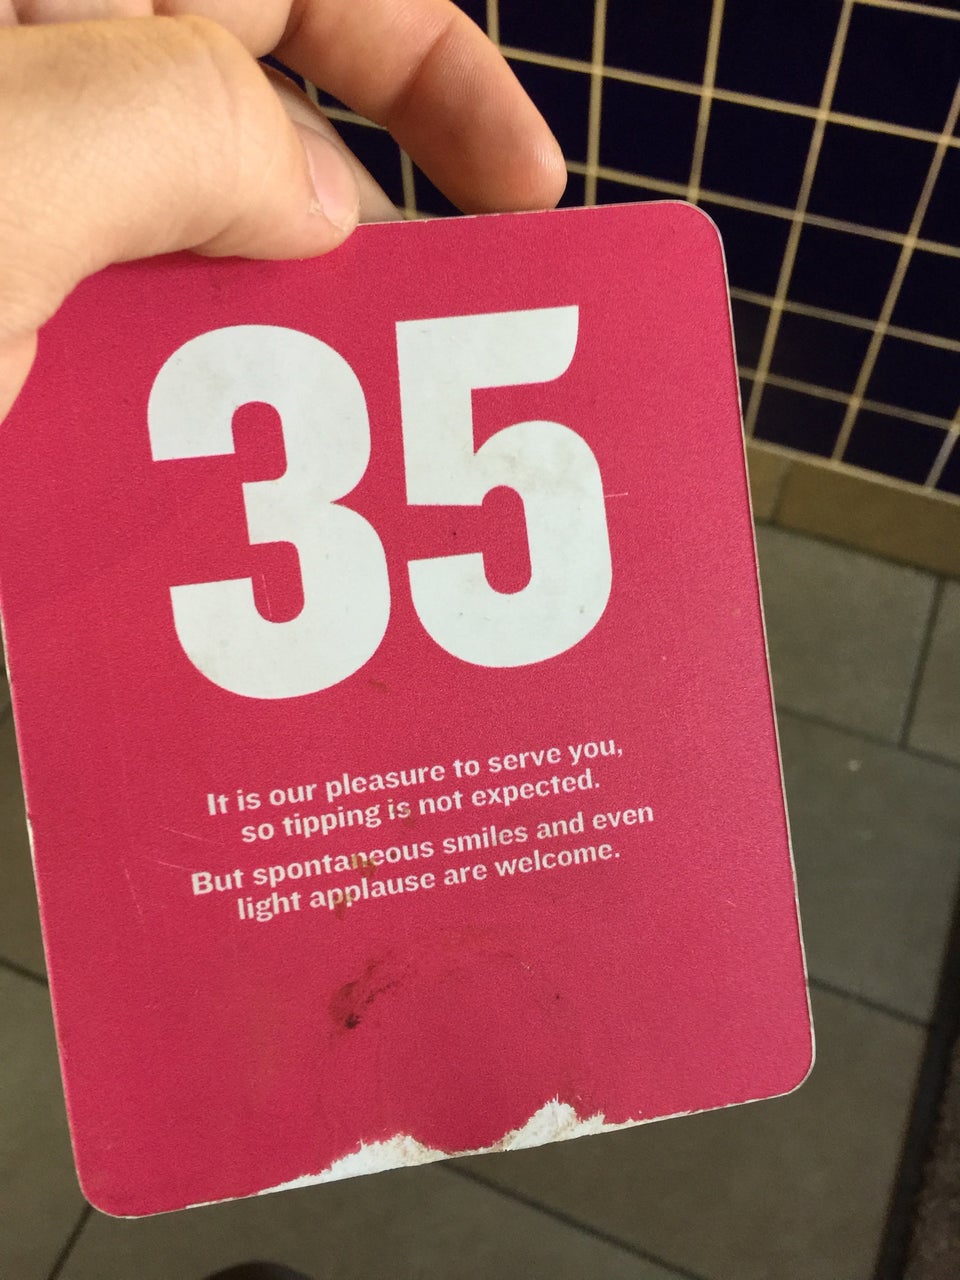 35
It is our pleasure to serve you,
so tipping is not expected.
But spontaneous smiles and even
light applause are welcome.